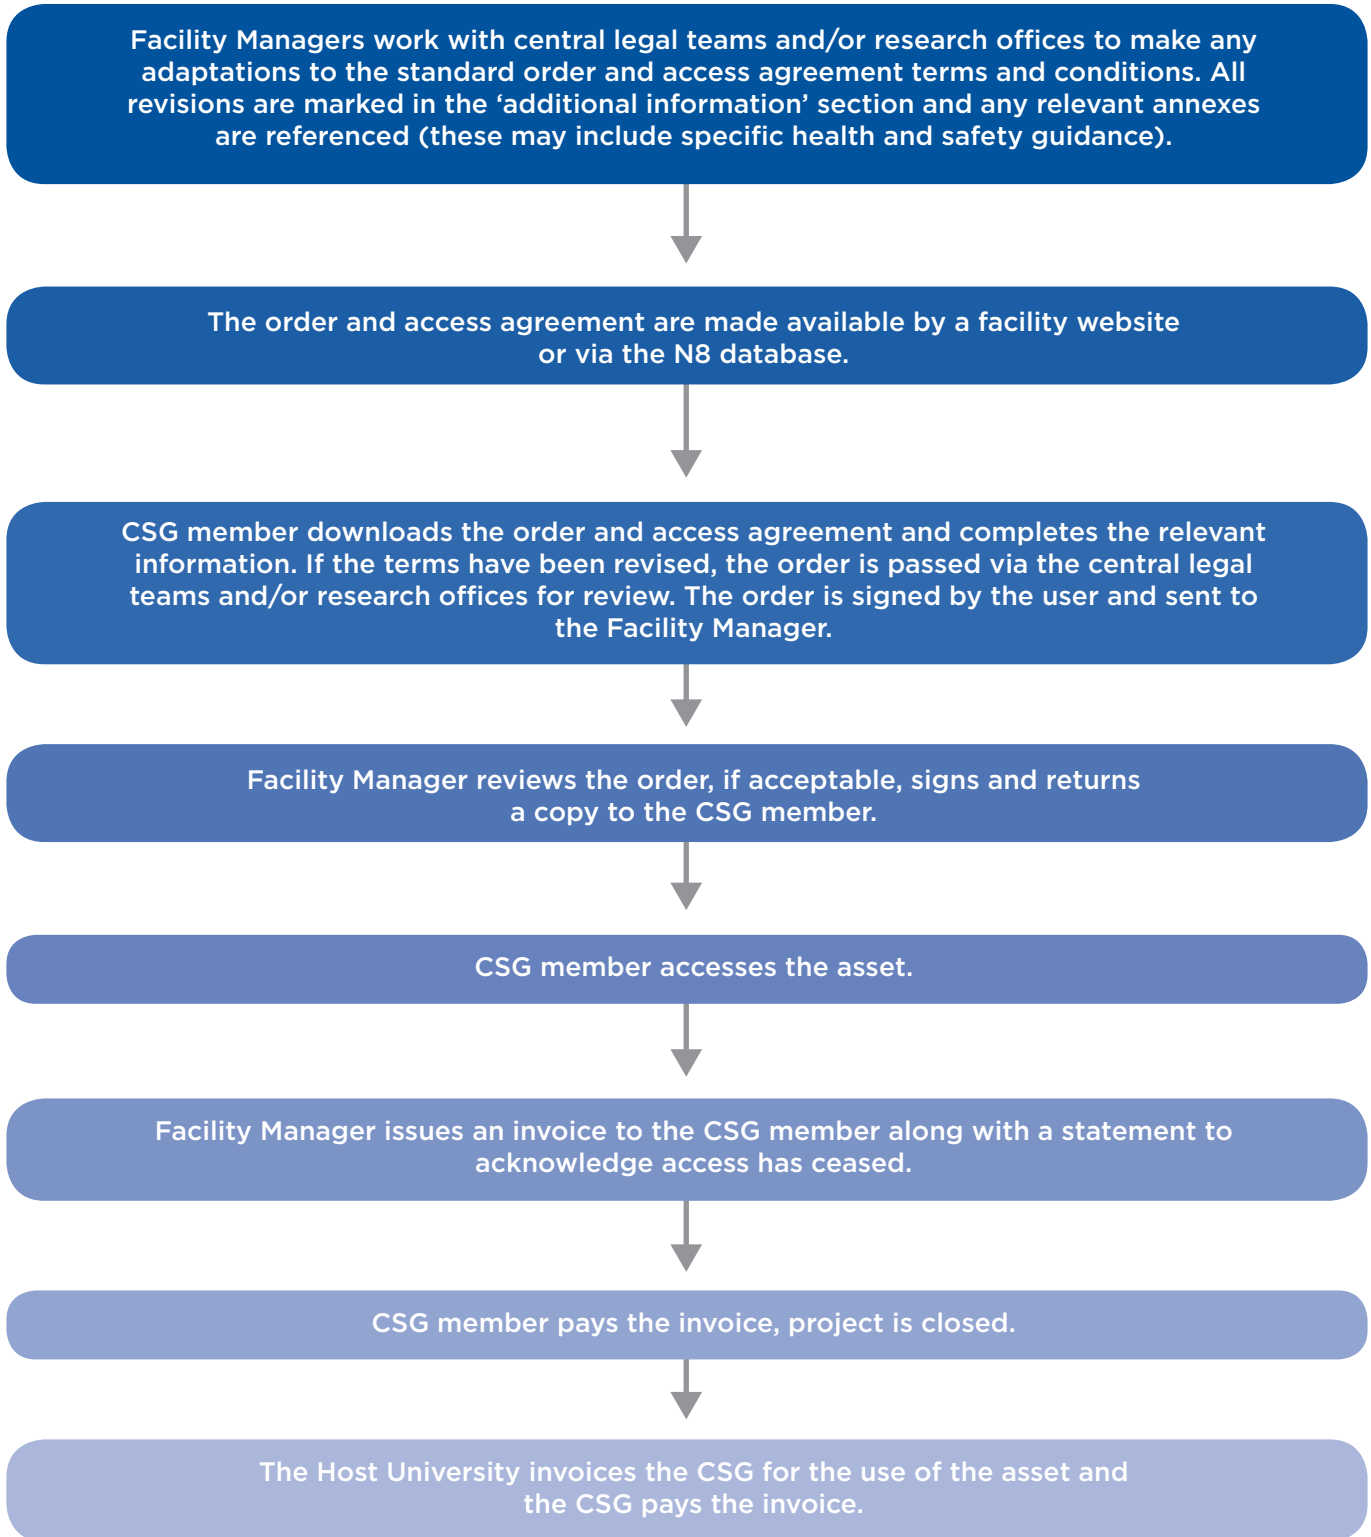 Facility Managers work with central legal teams and/or research offices to make any
adaptations to the standard order and access agreement terms and conditions. All
revisions are marked in the ‘additional information’ section and any relevant annexes
are referenced (these may include specific health and safety guidance).
The order and access agreement are made available by a facility website
or via the N8 database.
CSG member downloads the order and access agreement and completes the relevant
information. If the terms have been revised, the order is passed via the central legal
teams and/or research offices for review. The order is signed by the user and sent to
the Facility Manager.
Facility Manager reviews the order, if acceptable, signs and returns
a copy to the CSG member.
CSG member accesses the asset.
Facility Manager issues an invoice to the CSG member along with a statement to
acknowledge access has ceased.
CSG member pays the invoice, project is closed.
The Host University invoices the CSG for the use of the asset and
the CSG pays the invoice.